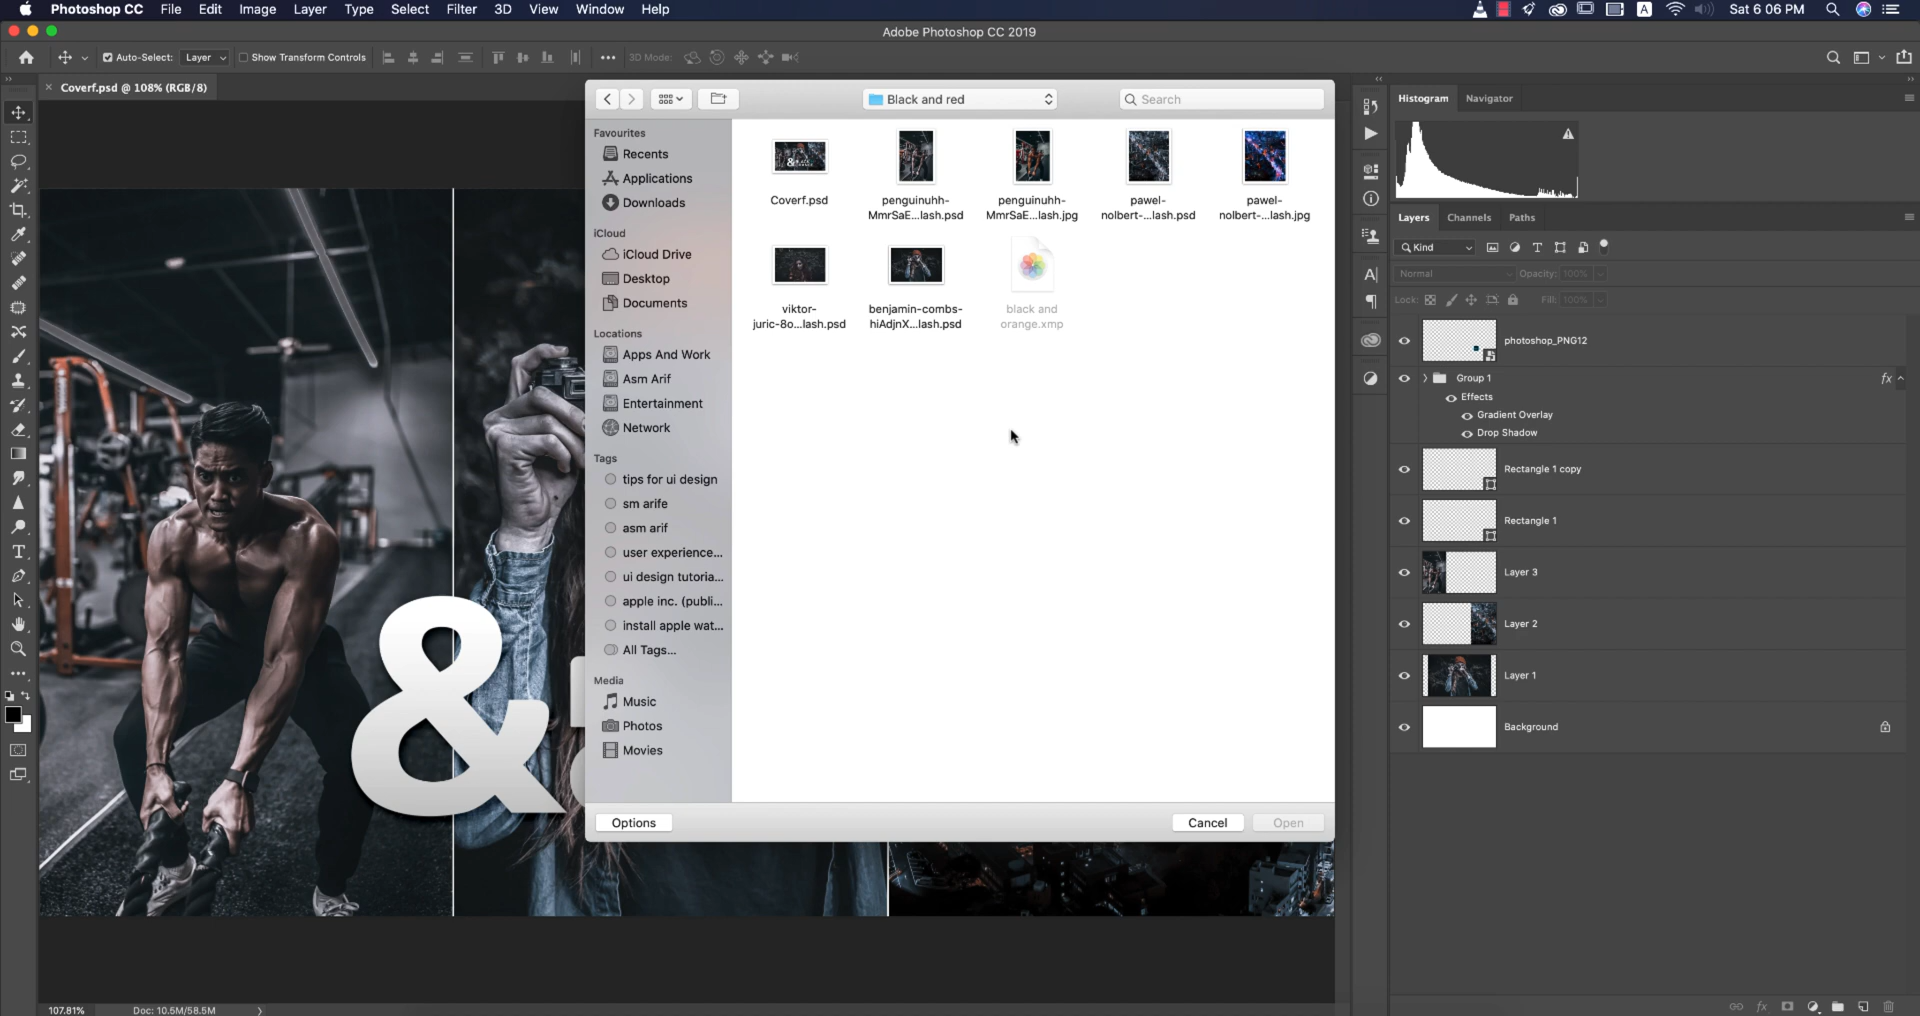 Photoshop CC File Edit Image Layer Type Select Filter 3D View Window Help
A Sat 6 06 PM
Adobe Photoshop CC 2019
Auto-Select: Layer Show Transform Controls 3D Mode:
× Coverf.psd @ 108% (RGB/8)
Black and red
Search
Favourites
Recents
Applications
Downloads
iCloud
iCloud Drive
Desktop
Documents
Locations
Apps And Work
Asm Arif
Entertainment
Network
Tags
tips for ui design
sm arife
asm arif
user experience...
ui design tutoria...
apple inc. (publi...
install apple wat...
All Tags...
Media
Music
Photos
Movies
Coverf.psd
penguinuhh-
MmrSaE...lash.psd
penguinuhh-
MmrSaE...lash.jpg
pawel-
nolbert-...lash.psd
pawel-
nolbert-...lash.jpg
viktor-
juric-8o...lash.psd
benjamin-combs-
hiAdjnX...lash.psd
black and
orange.xmp
Options
Cancel
Open
&
Histogram Navigator
Layers Channels Paths
Kind
Normal Opacity: 100%
Lock: Fill: 100%
photoshop_PNG12
Group 1 fx
Effects
Gradient Overlay
Drop Shadow
Rectangle 1 copy
Rectangle 1
Layer 3
Layer 2
Layer 1
Background
107.81% Doc: 10.5M/58.5M